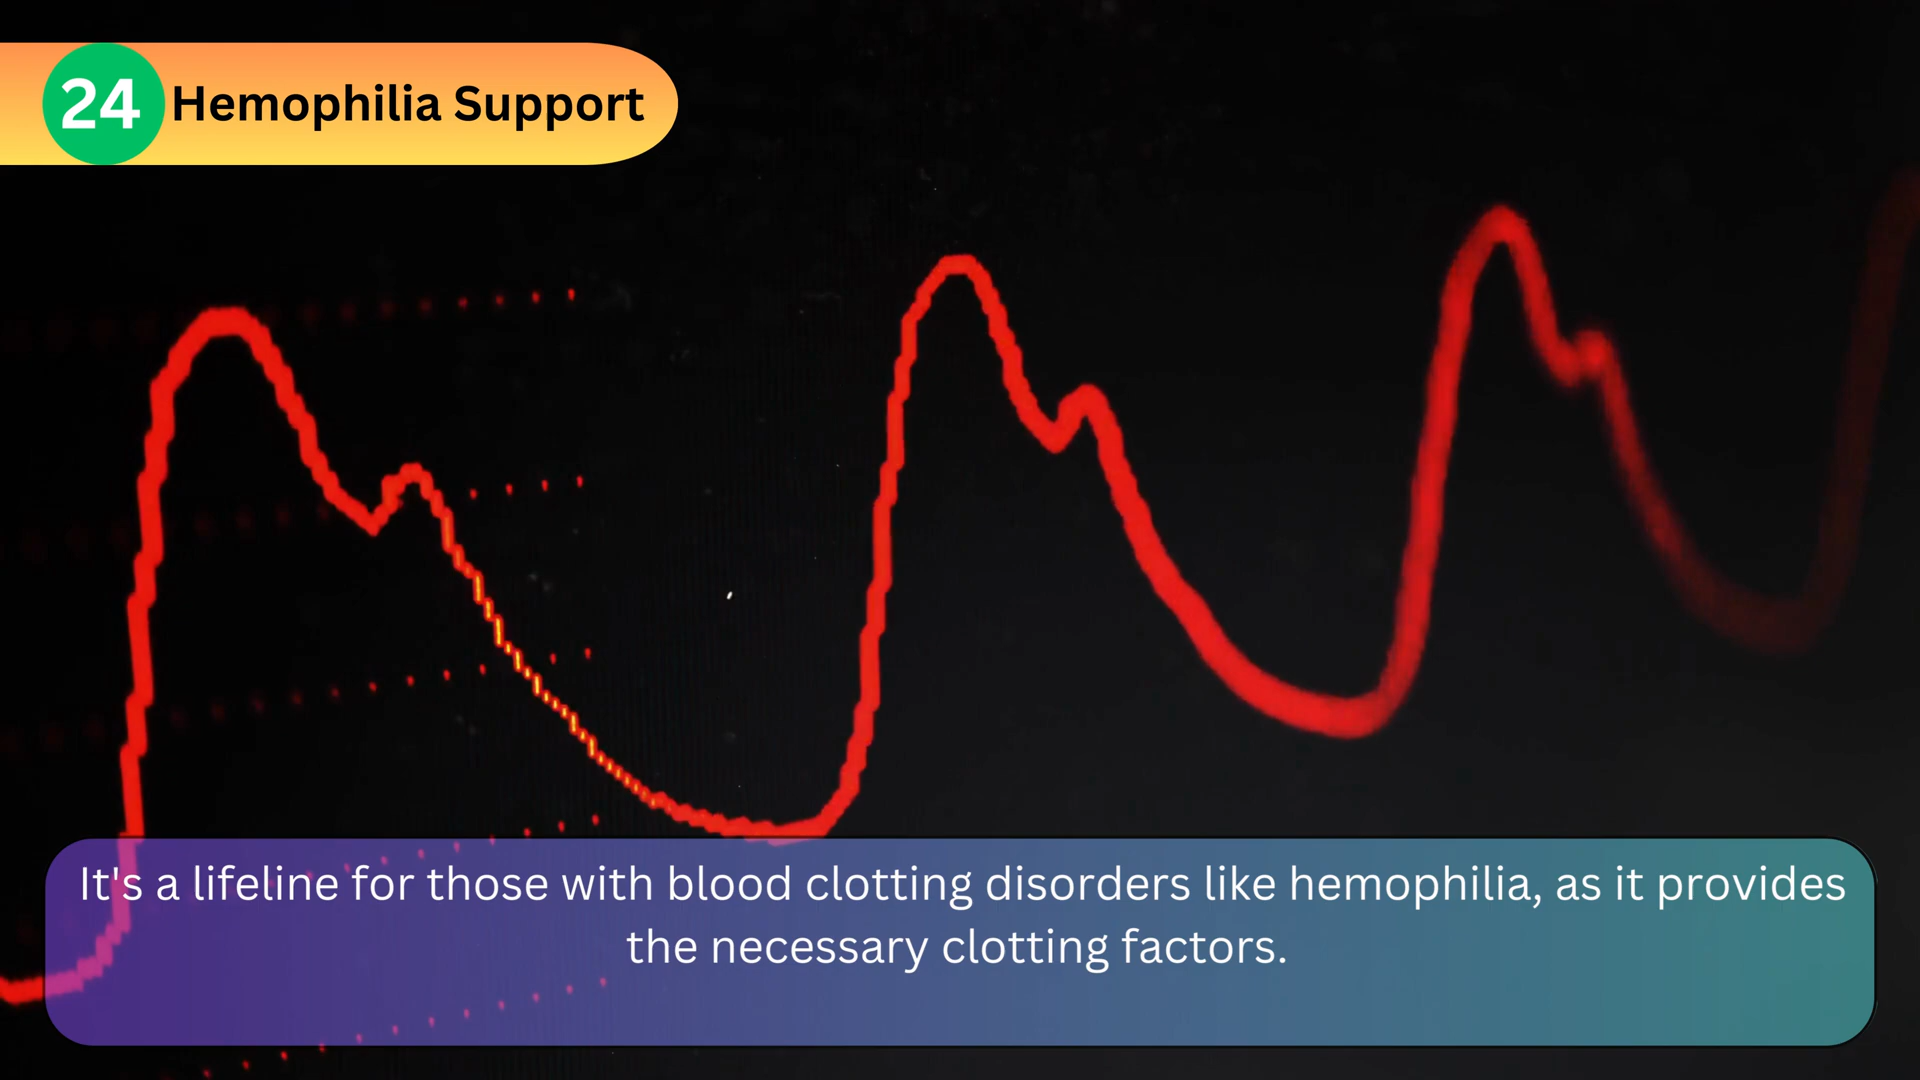 24 Hemophilia Support
It's a lifeline for those with blood clotting disorders like hemophilia, as it provides
the necessary clotting factors.